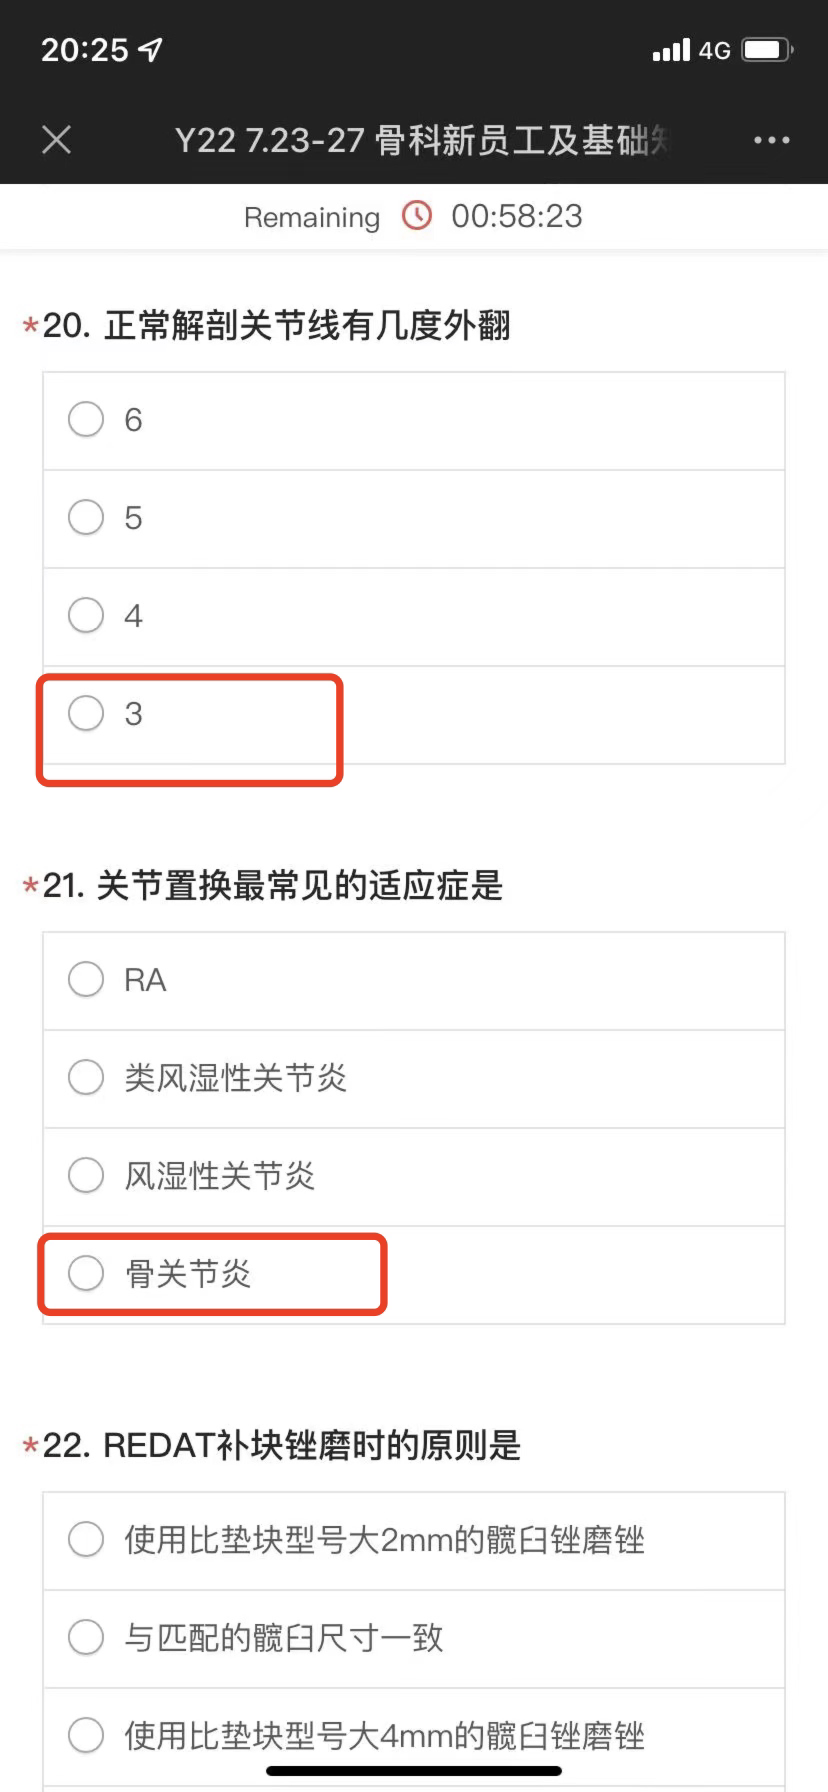 20:25
4G
Y22 7.23-27 骨科新员工及基础
Remaining 00:58:23
*20. 正常解剖关节线有几度外翻
6
5
4
3
*21. 关节置换最常见的适应症是
RA
类风湿性关节炎
风湿性关节炎
骨关节炎
*22. REDAT补块锉磨时的原则是
使用比垫块型号大2mm的髋臼锉磨锉
与匹配的髋臼尺寸一致
使用比垫块型号大4mm的髋臼锉磨锉